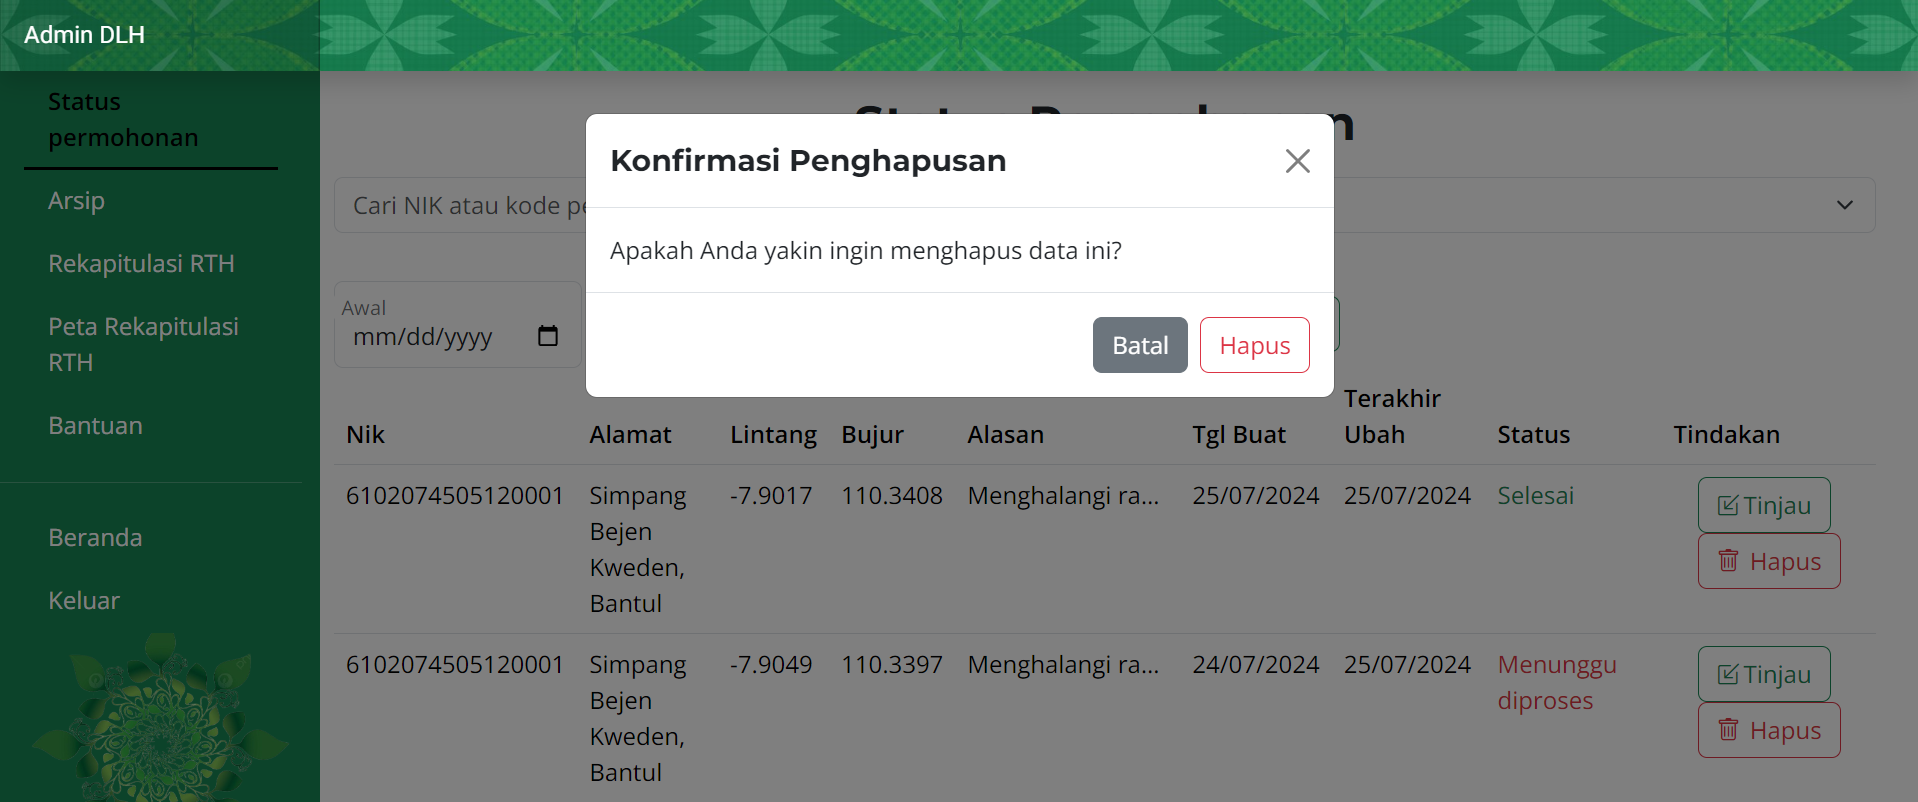 Admin DLH
Status
permohonan
Arsip
Rekapitulasi RTH
Peta Rekapitulasi
RTH
Bantuan
Beranda
Keluar
Konfirmasi Penghapusan
Apakah Anda yakin ingin menghapus data ini?
Batal Hapus
Cari NIK atau kode
Awal
mm/dd/yyyy
Nik Alamat Lintang Bujur Alasan Tgl Buat Terakhir Ubah Status Tindakan
6102074505120001 Simpang -7.9017 110.3408 Menghalangi ra... 25/07/2024 25/07/2024 Selesai Tinjau
Bejen
Kweden, Hapus
Bantul
6102074505120001 Simpang -7.9049 110.3397 Menghalangi ra... 24/07/2024 25/07/2024 Menunggu Tinjau
Bejen diproses
Kweden, Hapus
Bantul